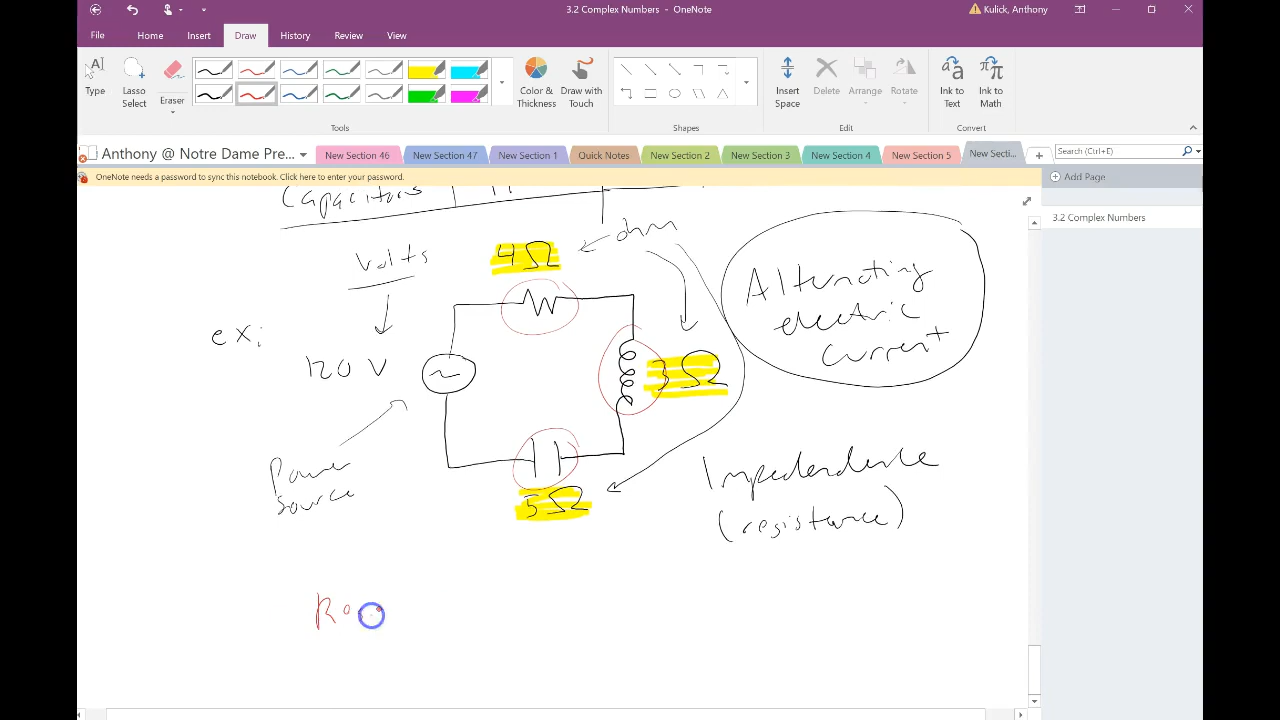 3.2 Complex Numbers - OneNote
Kulick, Anthony
File
Home
Insert
Draw
History
Review
View
Type
Lasso
Select
Eraser
Color &
Thickness
Draw with
Touch
Insert
Space
Delete
Arrange
Rotate
Ink to
Text
Ink to
Math
Tools
Shapes
Edit
Convert
Anthony @ Notre Dame Pre...
New Section 46
New Section 47
New Section 1
Quick Notes
New Section 2
New Section 3
New Section 4
New Section 5
New Secti...
Search (Ctrl+E)
OneNote needs a password to sync this notebook. Click here to enter your password.
Add Page
3.2 Complex Numbers
Capacitors
volts
4Ω
ohm
Alternating
electric
current
ex:
120 V
3Ω
Power
source
5Ω
Impedendence
(resistance)